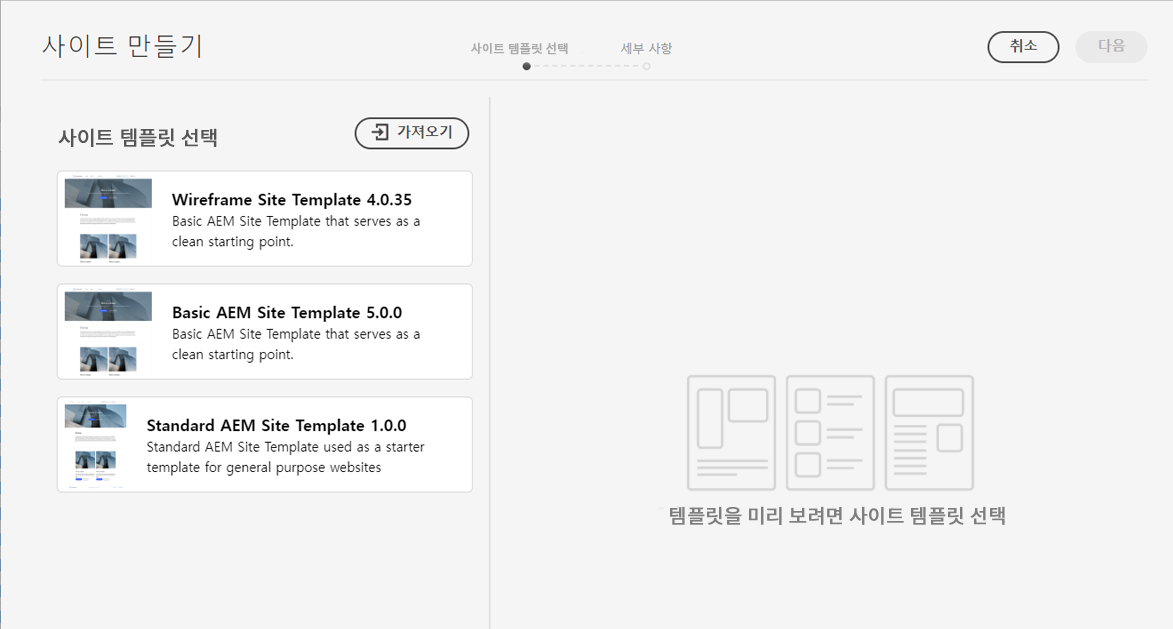 사이트 만들기
사이트 템플릿 선택
세부 사항
취소
다음
사이트 템플릿 선택
가져오기
Wireframe Site Template 4.0.35
Basic AEM Site Template that serves as a
clean starting point.
Basic AEM Site Template 5.0.0
Basic AEM Site Template that serves as a
clean starting point.
Standard AEM Site Template 1.0.0
Standard AEM Site Template used as a starter
template for general purpose websites
템플릿을 미리 보려면 사이트 템플릿 선택